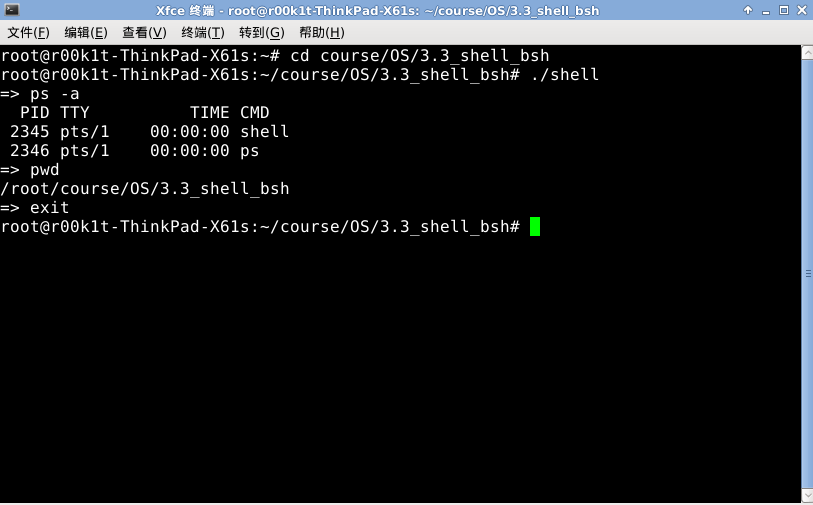 Xfce 终端 - root@r00k1t-ThinkPad-X61s: ~/course/OS/3.3_shell_bsh
文件(F) 编辑(E) 查看(V) 终端(T) 转到(G) 帮助(H)
root@r00k1t-ThinkPad-X61s:~# cd course/OS/3.3_shell_bsh
root@r00k1t-ThinkPad-X61s:~/course/OS/3.3_shell_bsh# ./shell
=> ps -a
  PID TTY          TIME CMD
 2345 pts/1    00:00:00 shell
 2346 pts/1    00:00:00 ps
=> pwd
/root/course/OS/3.3_shell_bsh
=> exit
root@r00k1t-ThinkPad-X61s:~/course/OS/3.3_shell_bsh#